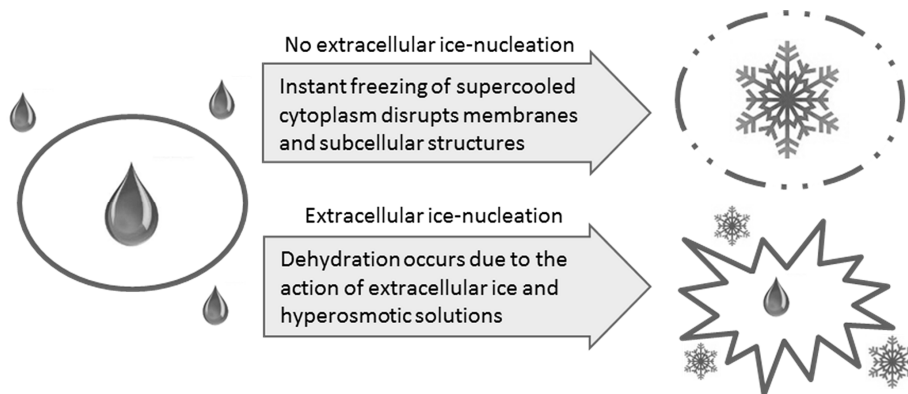 No extracellular ice-nucleation
Instant freezing of supercooled
cytoplasm disrupts membranes
and subcellular structures
Extracellular ice-nucleation
Dehydration occurs due to the
action of extracellular ice and
hyperosmotic solutions